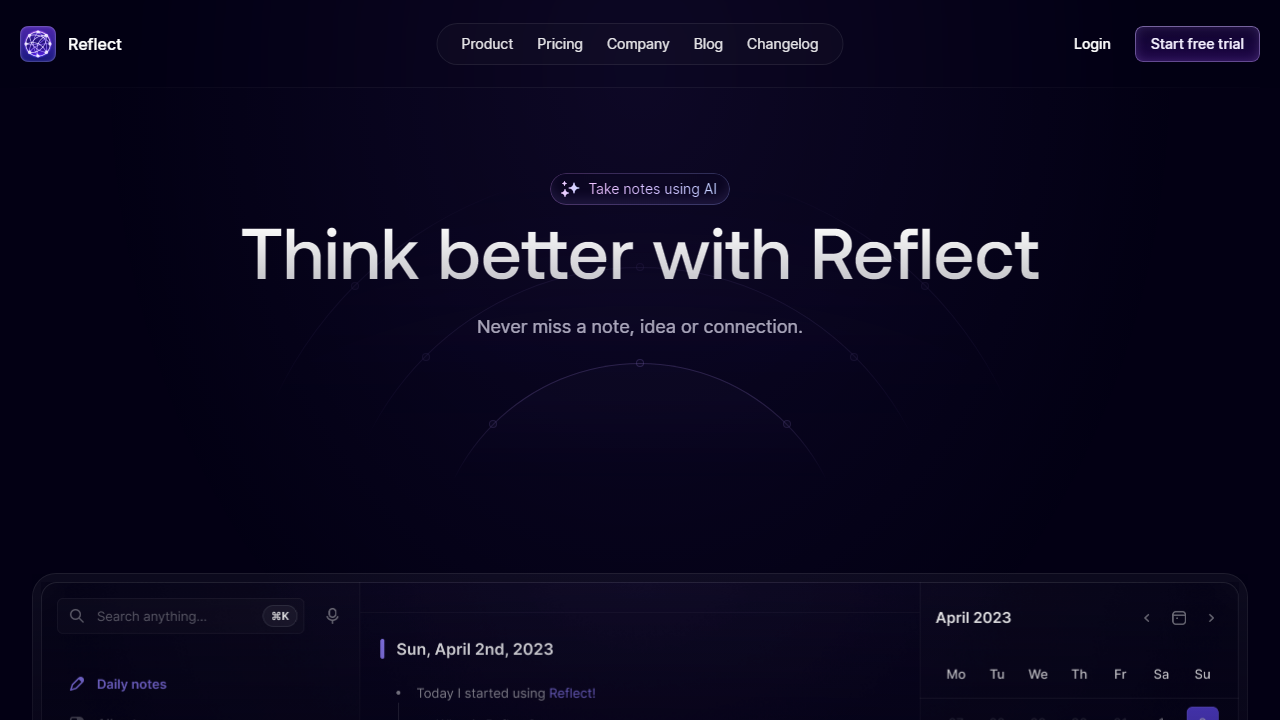 Reflect
Product Pricing Company Blog Changelog
Login
Start free trial
Take notes using AI
Think better with Reflect
Never miss a note, idea or connection.
Search anything...
⌘K
Sun, April 2nd, 2023
Today I started using Reflect!
Daily notes
April 2023
Mo Tu We Th Fr Sa Su